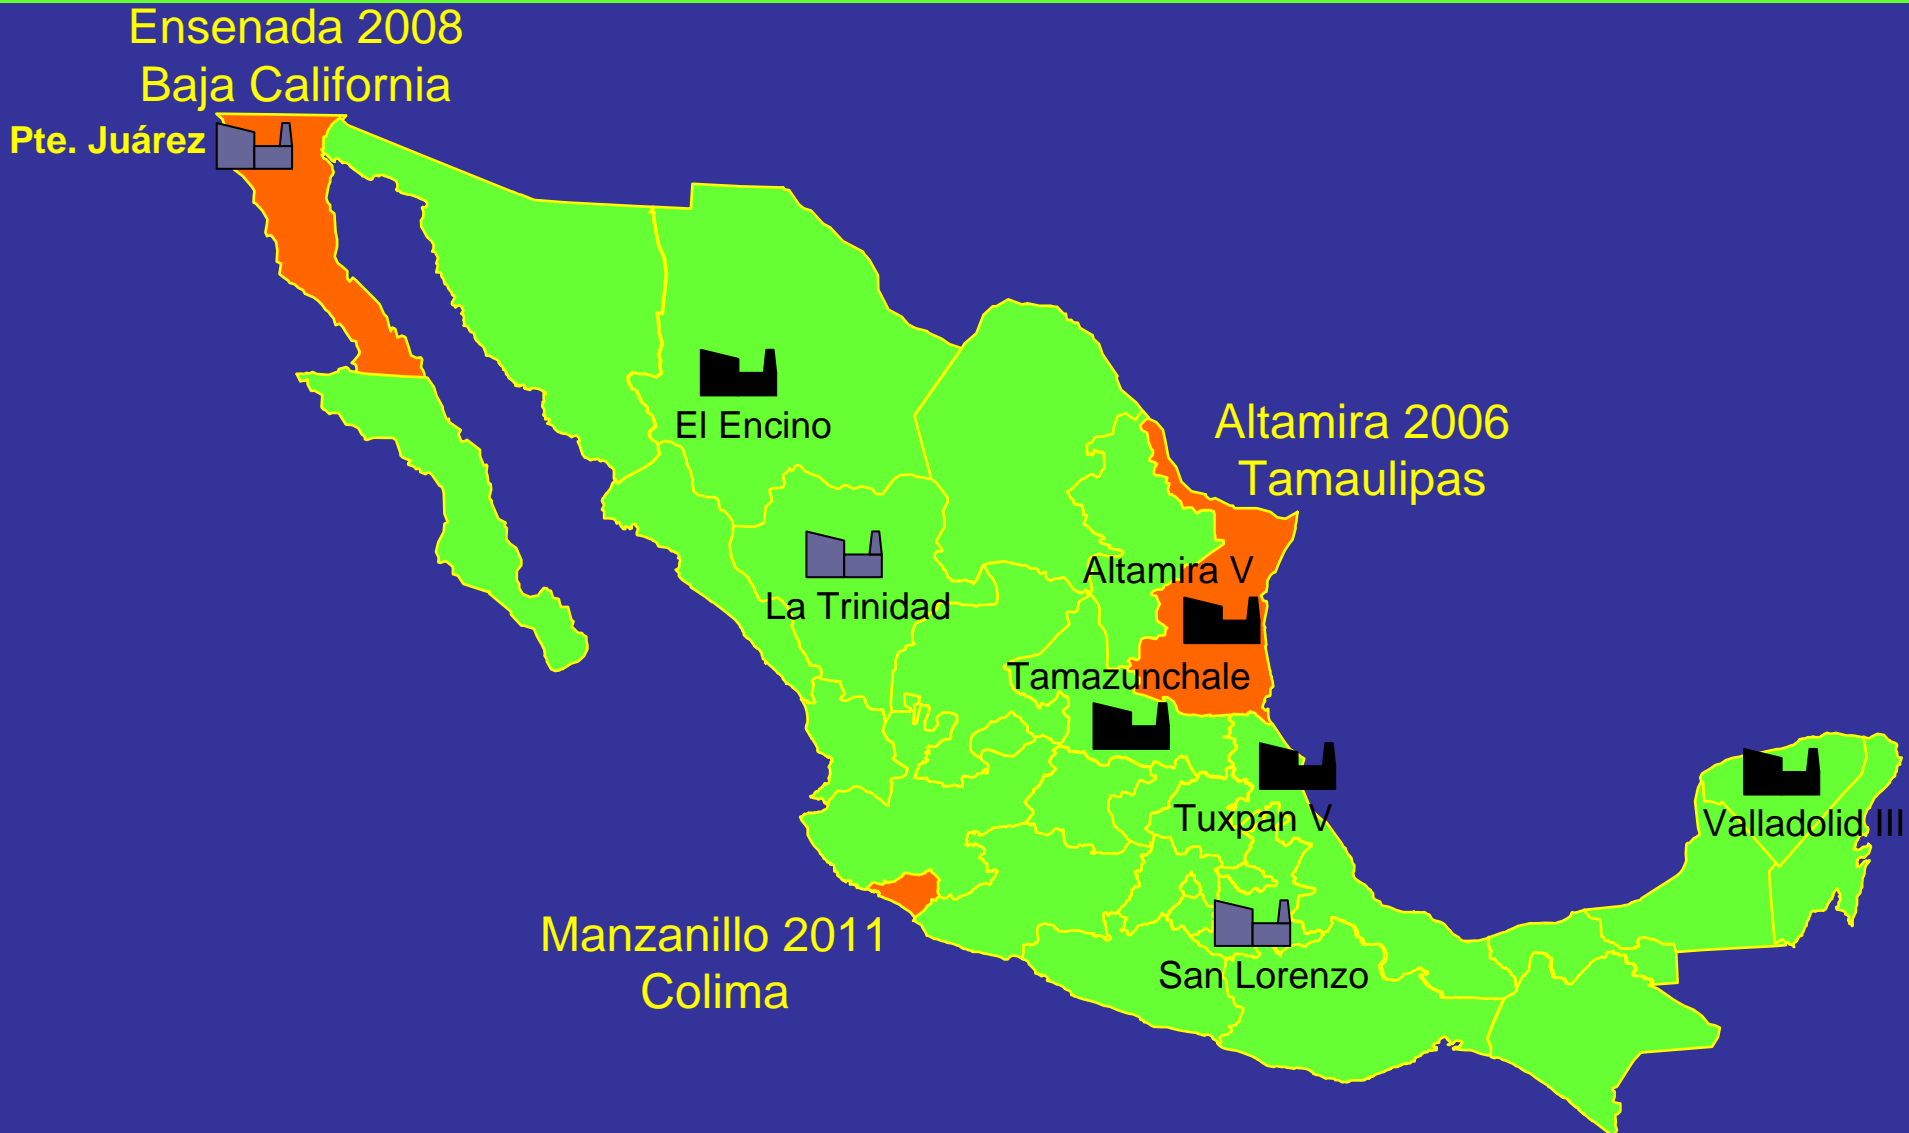 Ensenada 2008
Baja California
Pte. Juárez
El Encino
Altamira 2006
Tamaulipas
Altamira V
La Trinidad
Tamazunchale
Tuxpan V
Valladolid III
Manzanillo 2011
Colima
San Lorenzo